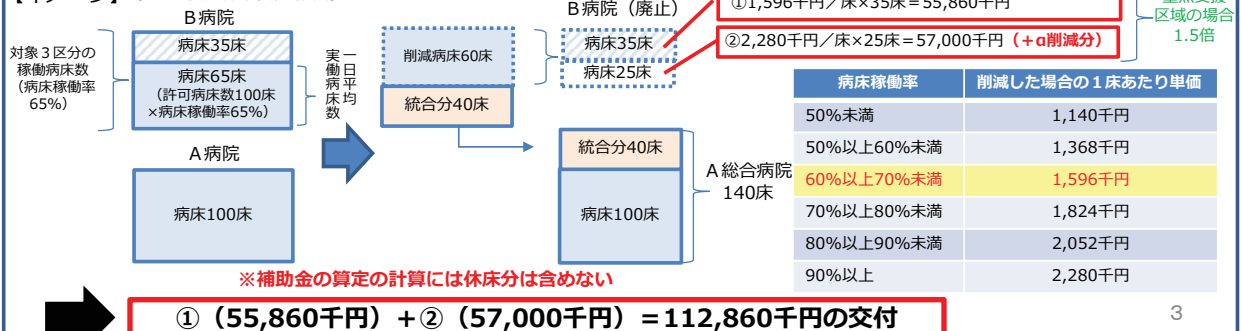 B病院
対象3区分の
稼働病床数
(病床稼働率
65%)
病床35床
病床65床
(許可病床数100床
×病床稼働率65%)
一日平均
実働病床数
A病院
病床100床
削減病床60床
統合分40床
B病院(廃止)
病床35床
病床25床
①1,596千円/床×35床=55,860千円
②2,280千円/床×25床=57,000千円(+α削減分)
区域の場合
1.5倍
統合分40床
病床100床
A総合病院
140床
病床稼働率 削減した場合の1床あたり単価
50%未満 1,140千円
50%以上60%未満 1,368千円
60%以上70%未満 1,596千円
70%以上80%未満 1,824千円
80%以上90%未満 2,052千円
90%以上 2,280千円
※補助金の算定の計算には休床分は含めない
①(55,860千円)+②(57,000千円)=112,860千円の交付
3